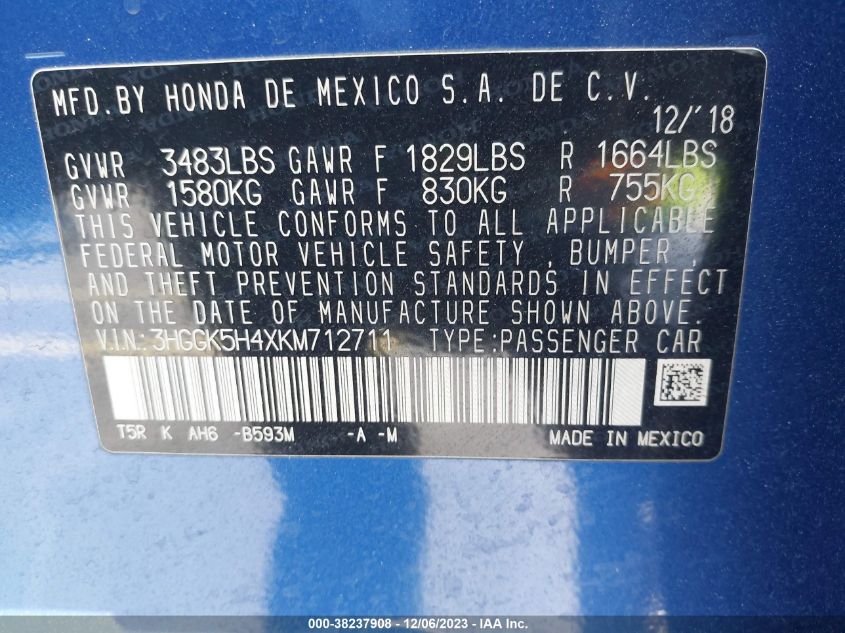 MFD.BY HONDA DE MEXICO S.A. DE C.V.
12/'18
GVWR 3483LBS GAWR F 1829LBS R 1664LBS
GVWR 1580KG GAWR F 830KG R 755KG
THIS VEHICLE CONFORMS TO ALL APPLICABLE
FEDERAL MOTOR VEHICLE SAFETY , BUMPER ,
AND THEFT PREVENTION STANDARDS IN EFFECT
ON THE DATE OF MANUFACTURE SHOWN ABOVE.
V.I.N.:3HGGK5H4XKM712711 TYPE:PASSENGER CAR
T5R K AH6 -B593M -A -M MADE IN MEXICO
000-38237908 - 12/06/2023 - IAA Inc.